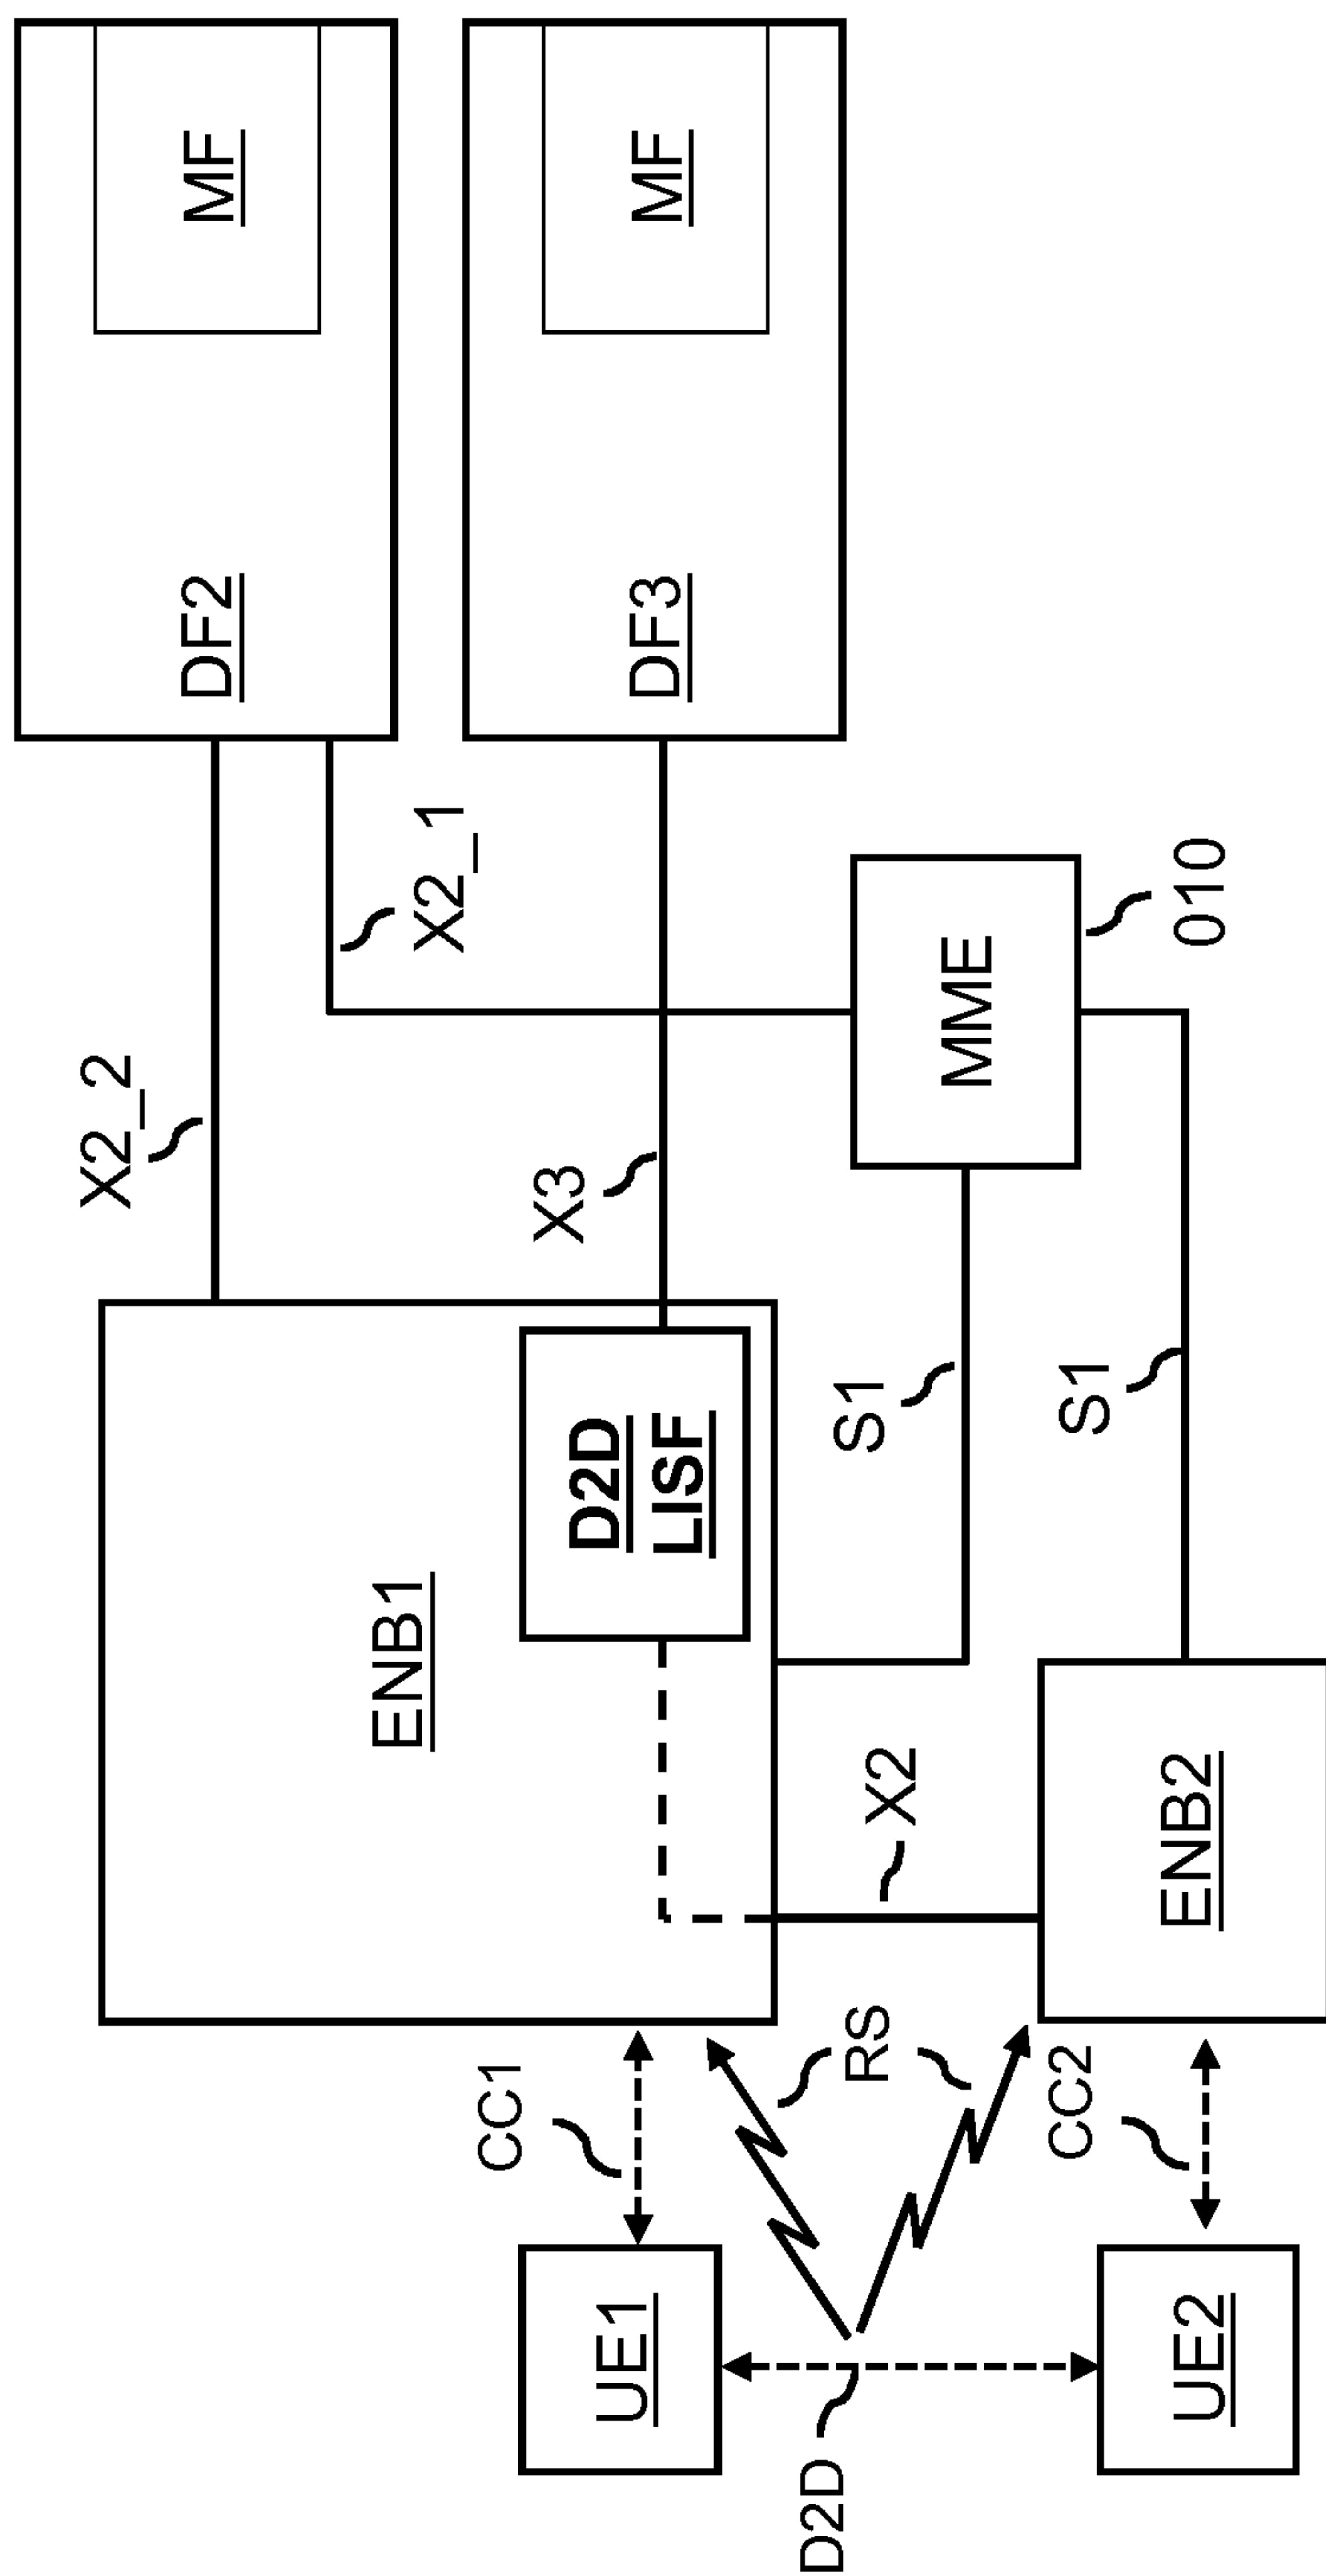 UE1
UE2
D2D
CC1
CC2
RS
ENB1
D2D
LISF
ENB2
X2
S1
S1
MME
010
X2_2
X3
X2_1
DF2
MF
DF3
MF